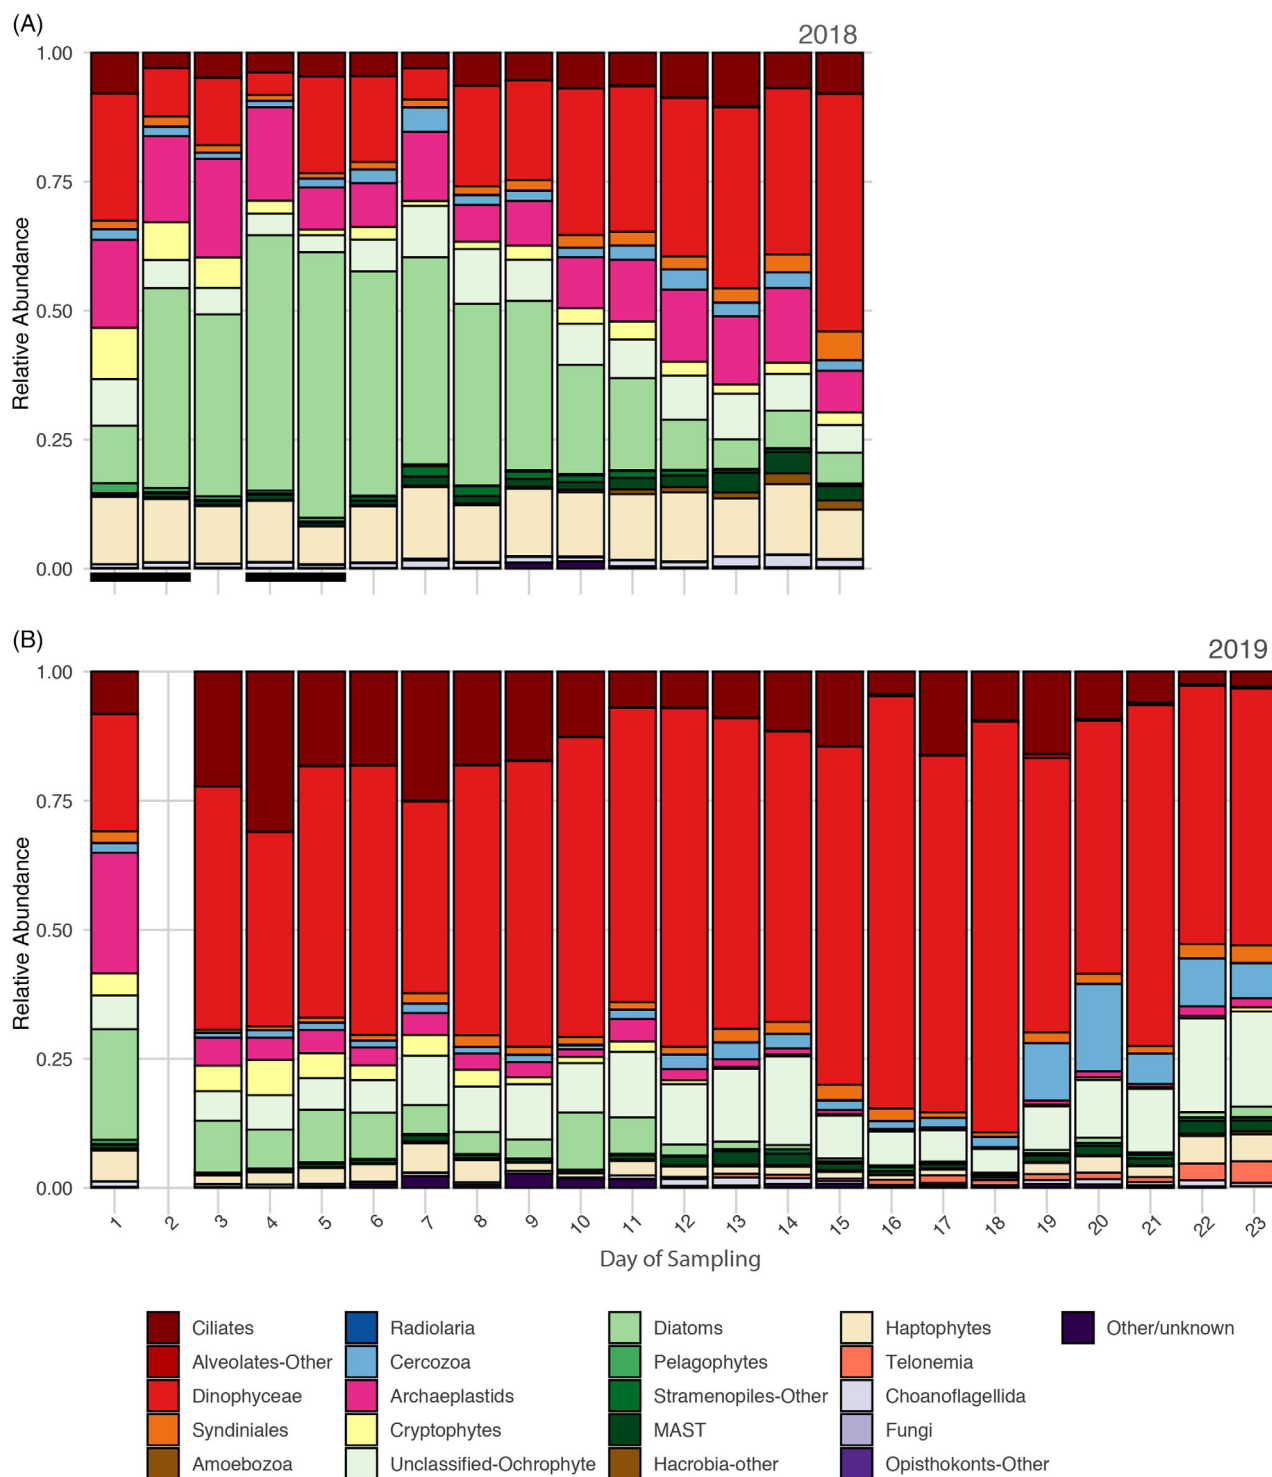 (A)
2018
1.00
0.75
0.50
0.25
0.00
Relative Abundance
(B)
2019
1.00
0.75
0.50
0.25
0.00
Relative Abundance
1 2 3 4 5 6 7 8 9 10 11 12 13 14 15 16 17 18 19 20 21 22 23
Day of Sampling
Ciliates Radiolaria Diatoms Haptophytes Other/unknown
Alveolates-Other Cercozoa Pelagophytes Telonemia
Dinophyceae Archaeplastids Stramenopiles-Other Choanoflagellida
Syndiniales Cryptophytes MAST Fungi
Amoebozoa Unclassified-Ochrophyte Hacrobia-other Opisthokonts-Other